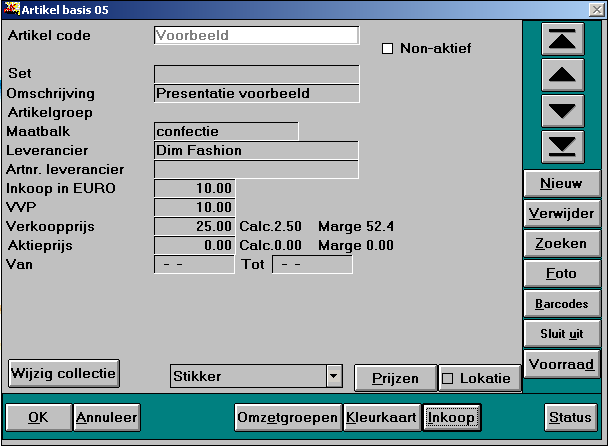 Artikel basis 05
Artikel code Voorbeeld
Non-aktief
Set
Omschrijving Presentatie voorbeeld
Artikelgroep
Maatbalk confectie
Leverancier Dim Fashion
Artnr. leverancier
Inkoop in EURO 10.00
VVP 10.00
Verkoopprijs 25.00 Calc.2.50 Marge 52.4
Aktieprijs 0.00 Calc.0.00 Marge 0.00
Van - - Tot - -
Nieuw
Verwijder
Zoeken
Foto
Barcodes
Sluit uit
Voorraad
Wijzig collectie Stikker Prijzen Lokatie
OK Annuleer Omzetgroepen Kleurkaart Inkoop Status